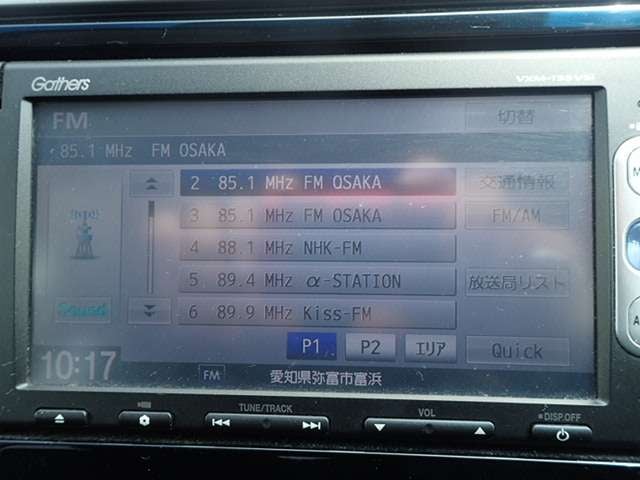 Gathers
VXM-155VSi
FM
切替
85.1 MHz FM OSAKA
2 85.1 MHz FM OSAKA
交通情報
3 85.1 MHz FM OSAKA
FM/AM
4 88.1 MHz NHK-FM
5 89.4 MHz α-STATION
放送局リスト
6 89.9 MHz Kiss-FM
Sound
P1 P2 エリア Quick
10:17
FM
愛知県弥富市富浜
TUNE/TRACK
VOL
DISP.OFF